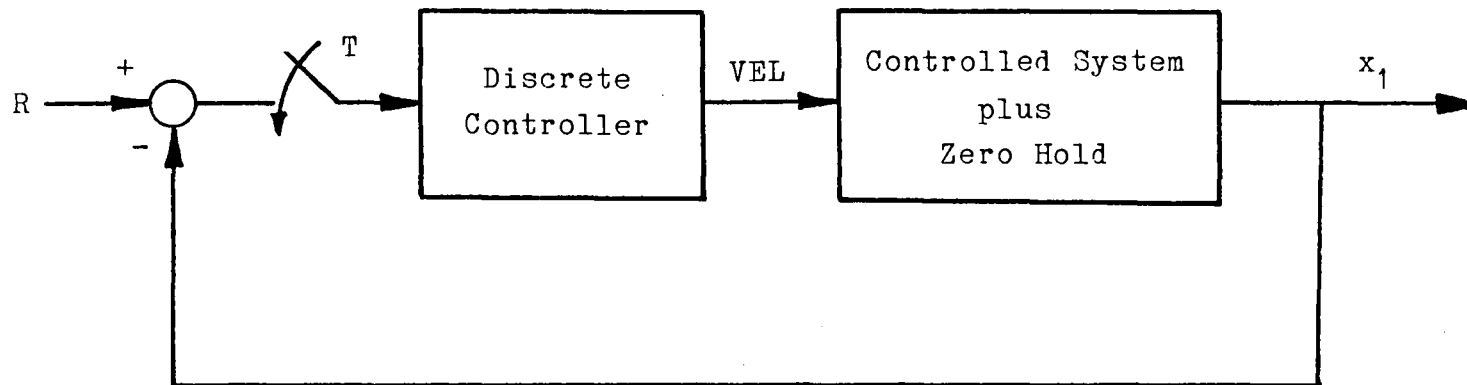 R
+
-
T
Discrete
Controller
VEL
Controlled System
plus
Zero Hold
x1